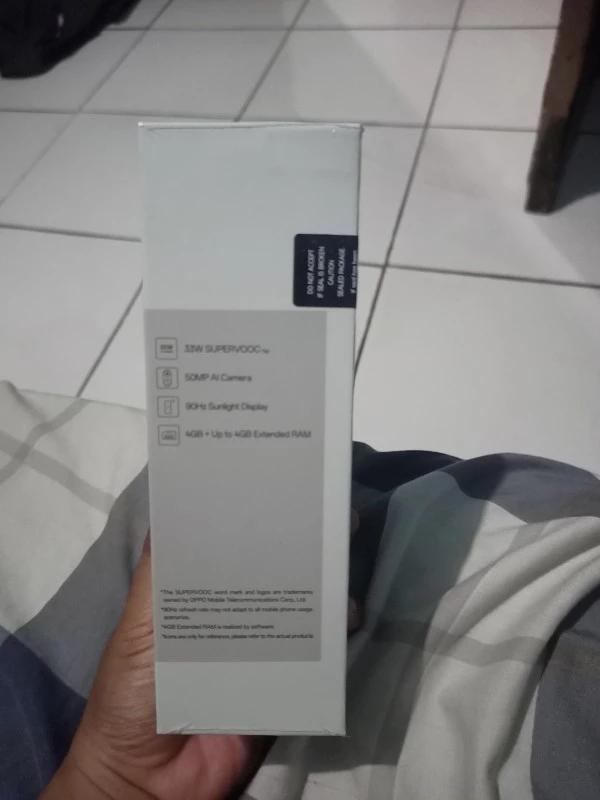 DO NOT ACCEPT
IF SEAL IS BROKEN
CAUTION
SEALED PACKAGE
33W SUPERVOOC™
50MP AI Camera
90Hz Sunlight Display
4GB + Up to 4GB Extended RAM
*The SUPERVOOC word mark and logos are trademarks
owned by OPPO Mobile Telecommunications Corp., Ltd.
*90Hz refresh rate may not adapt to all mobile phone usage
scenarios.
*4GB Extended RAM is realized by software.
*Icons are only for reference, please refer to the actual products